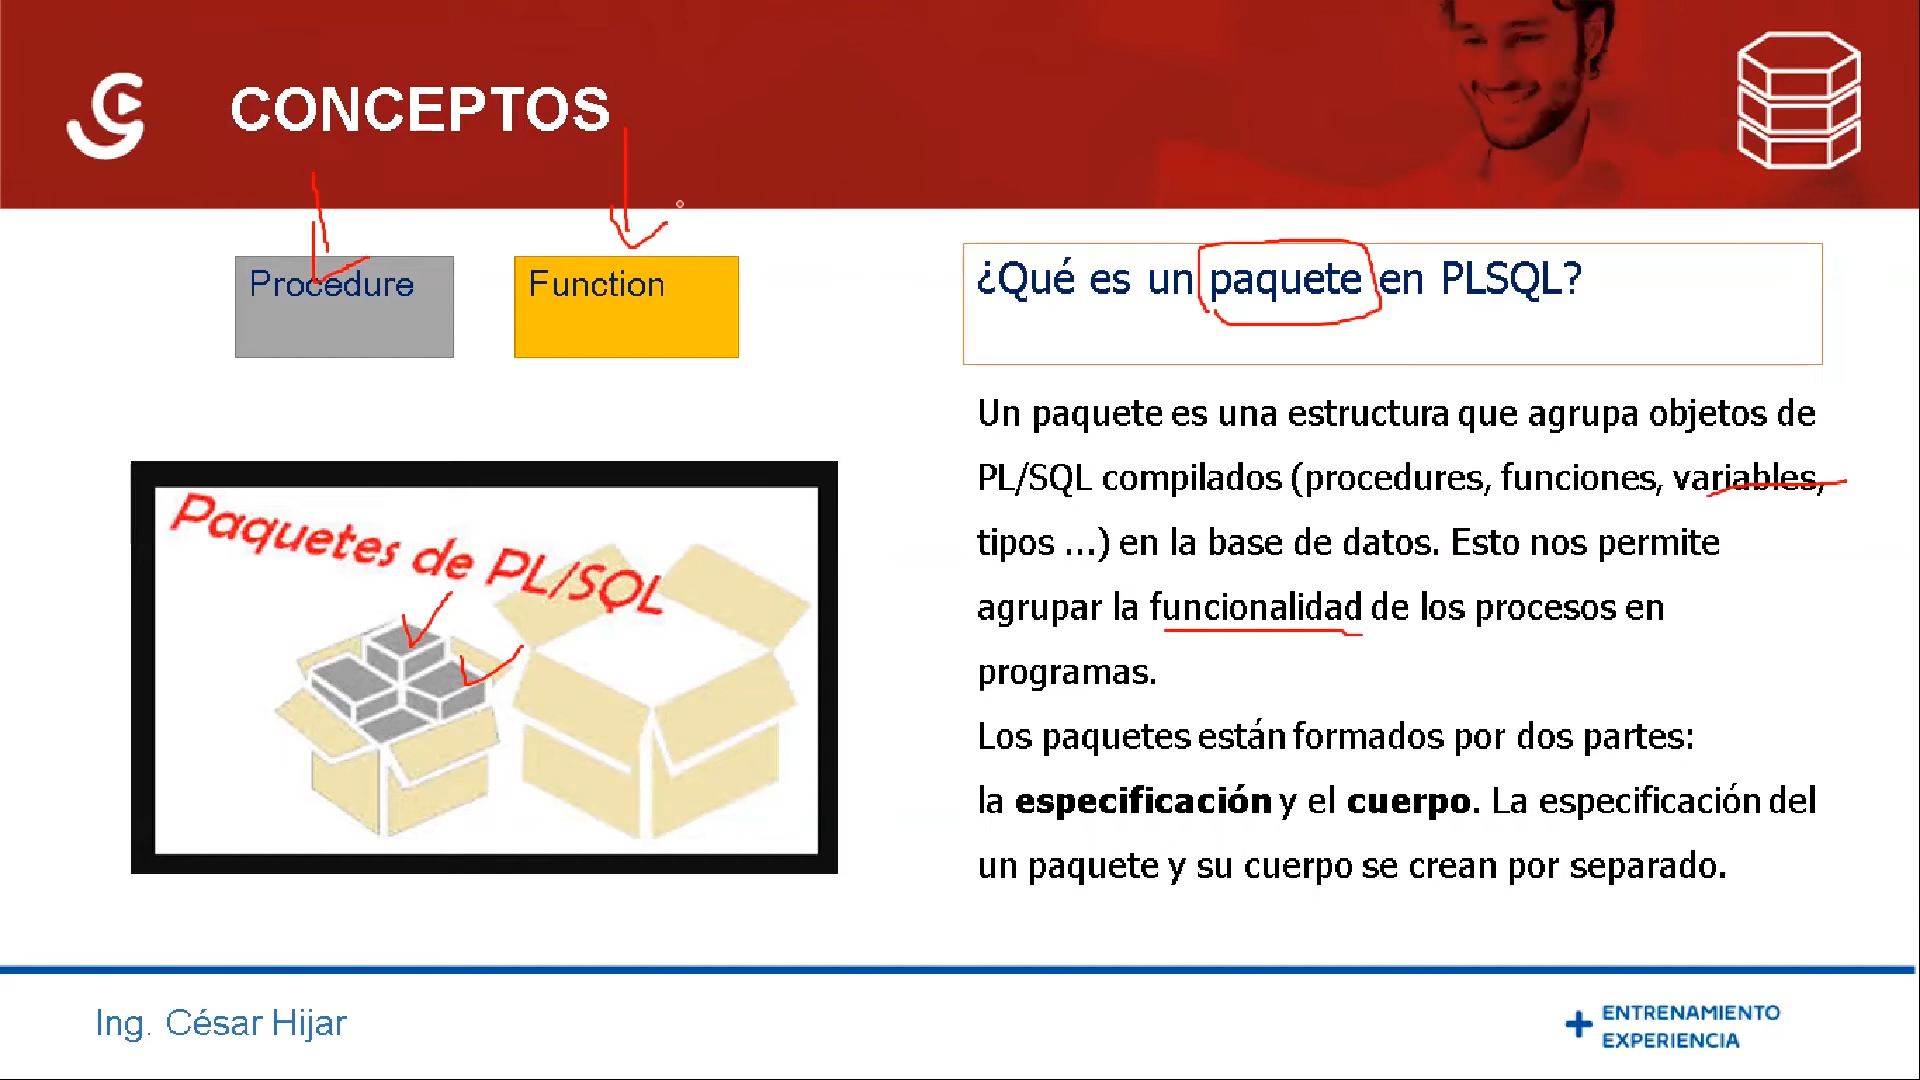 CONCEPTOS
Procedure
Function
¿Qué es un paquete en PLSQL?
Paquetes de PL/SQL
Un paquete es una estructura que agrupa objetos de
PL/SQL compilados (procedures, funciones, variables,
tipos ...) en la base de datos. Esto nos permite
agrupar la funcionalidad de los procesos en
programas.
Los paquetes están formados por dos partes:
la especificación y el cuerpo. La especificación del
un paquete y su cuerpo se crean por separado.
Ing. César Hijar
+ ENTRENAMIENTO
EXPERIENCIA